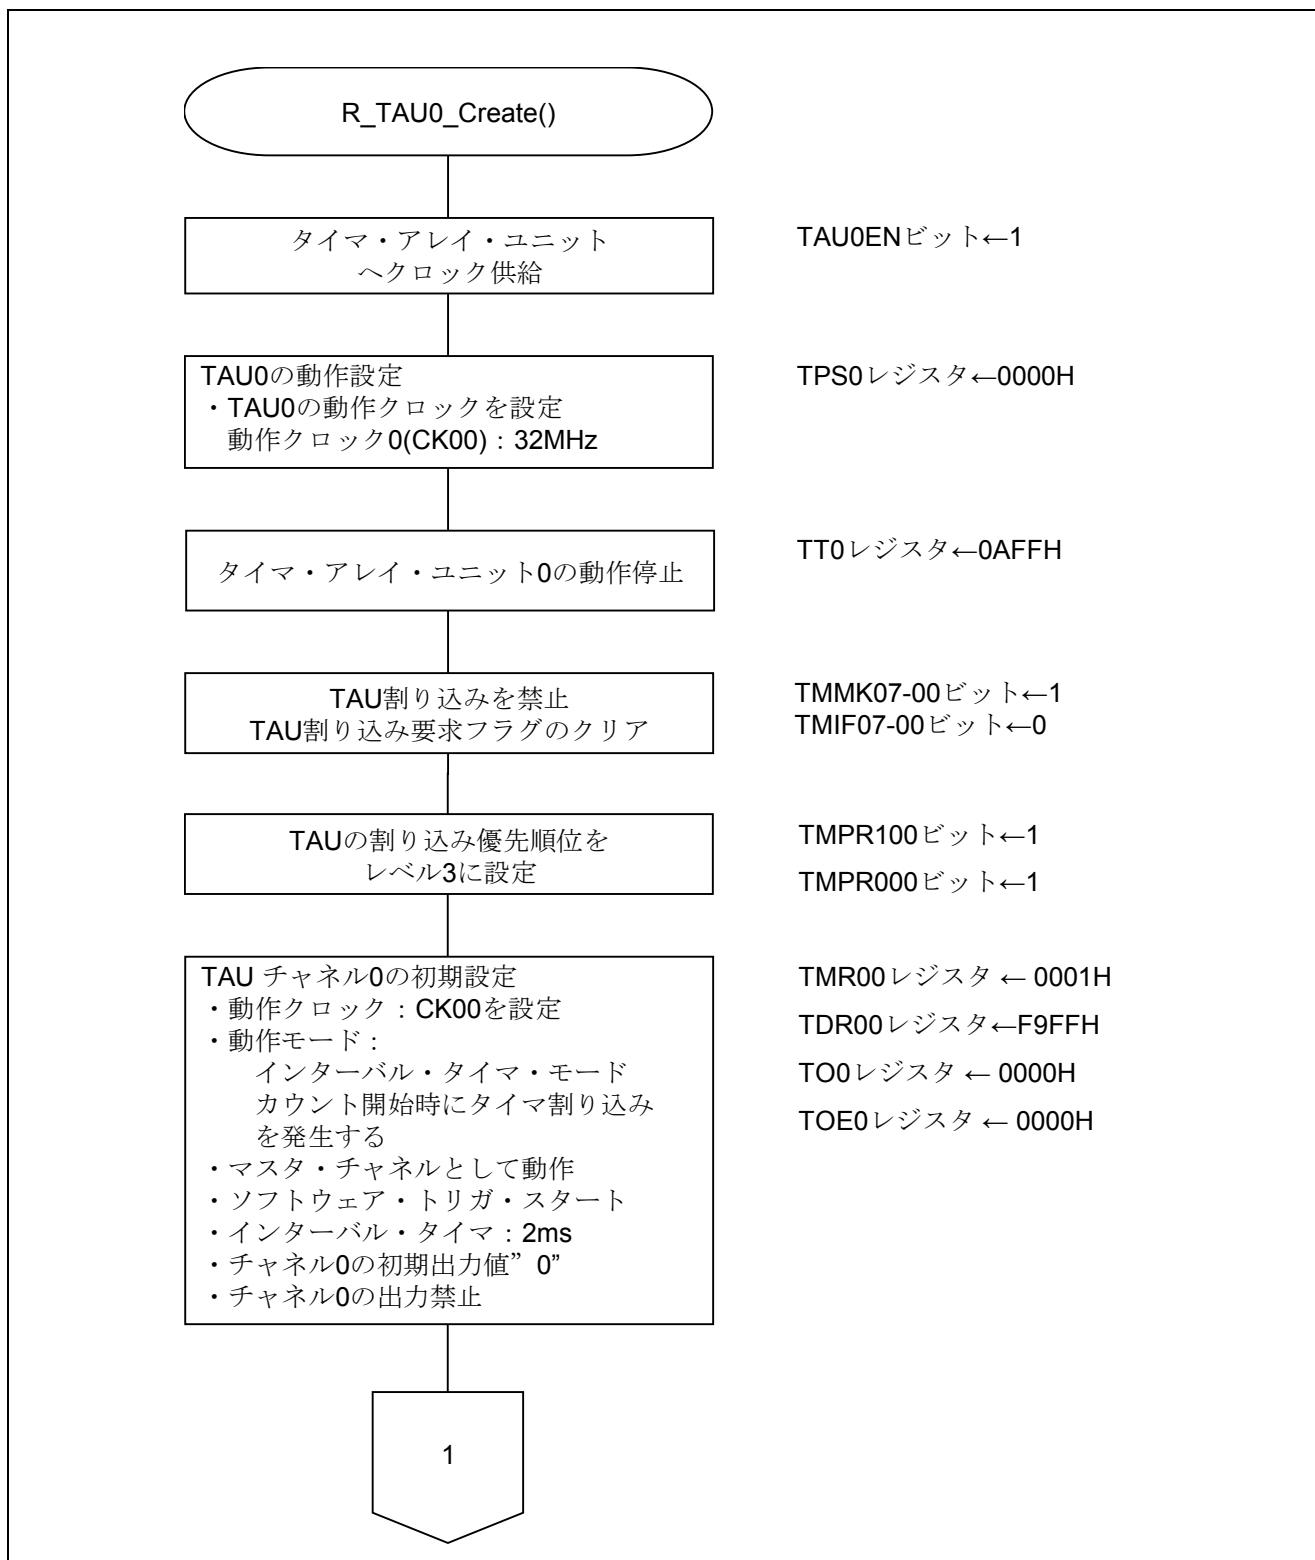 R_TAU0_Create()
タイマ・アレイ・ユニット
へクロック供給
TAU0ENビット←1
TAU0の動作設定
・TAU0の動作クロックを設定
動作クロック0(CK00)：32MHz
TPS0レジスタ←0000H
タイマ・アレイ・ユニット0の動作停止
TT0レジスタ←0AFFH
TAU割り込みを禁止
TAU割り込み要求フラグのクリア
TMMK07-00ビット←1
TMIF07-00ビット←0
TAUの割り込み優先順位を
レベル3に設定
TMPR100ビット←1
TMPR000ビット←1
TAU チャネル0の初期設定
・動作クロック：CK00を設定
・動作モード：
インターバル・タイマ・モード
カウント開始時にタイマ割り込み
を発生する
・マスタ・チャネルとして動作
・ソフトウェア・トリガ・スタート
・インターバル・タイマ：2ms
・チャネル0の初期出力値”0”
・チャネル0の出力禁止
TMR00レジスタ ← 0001H
TDR00レジスタ←F9FFH
TO0レジスタ ← 0000H
TOE0レジスタ ← 0000H
1